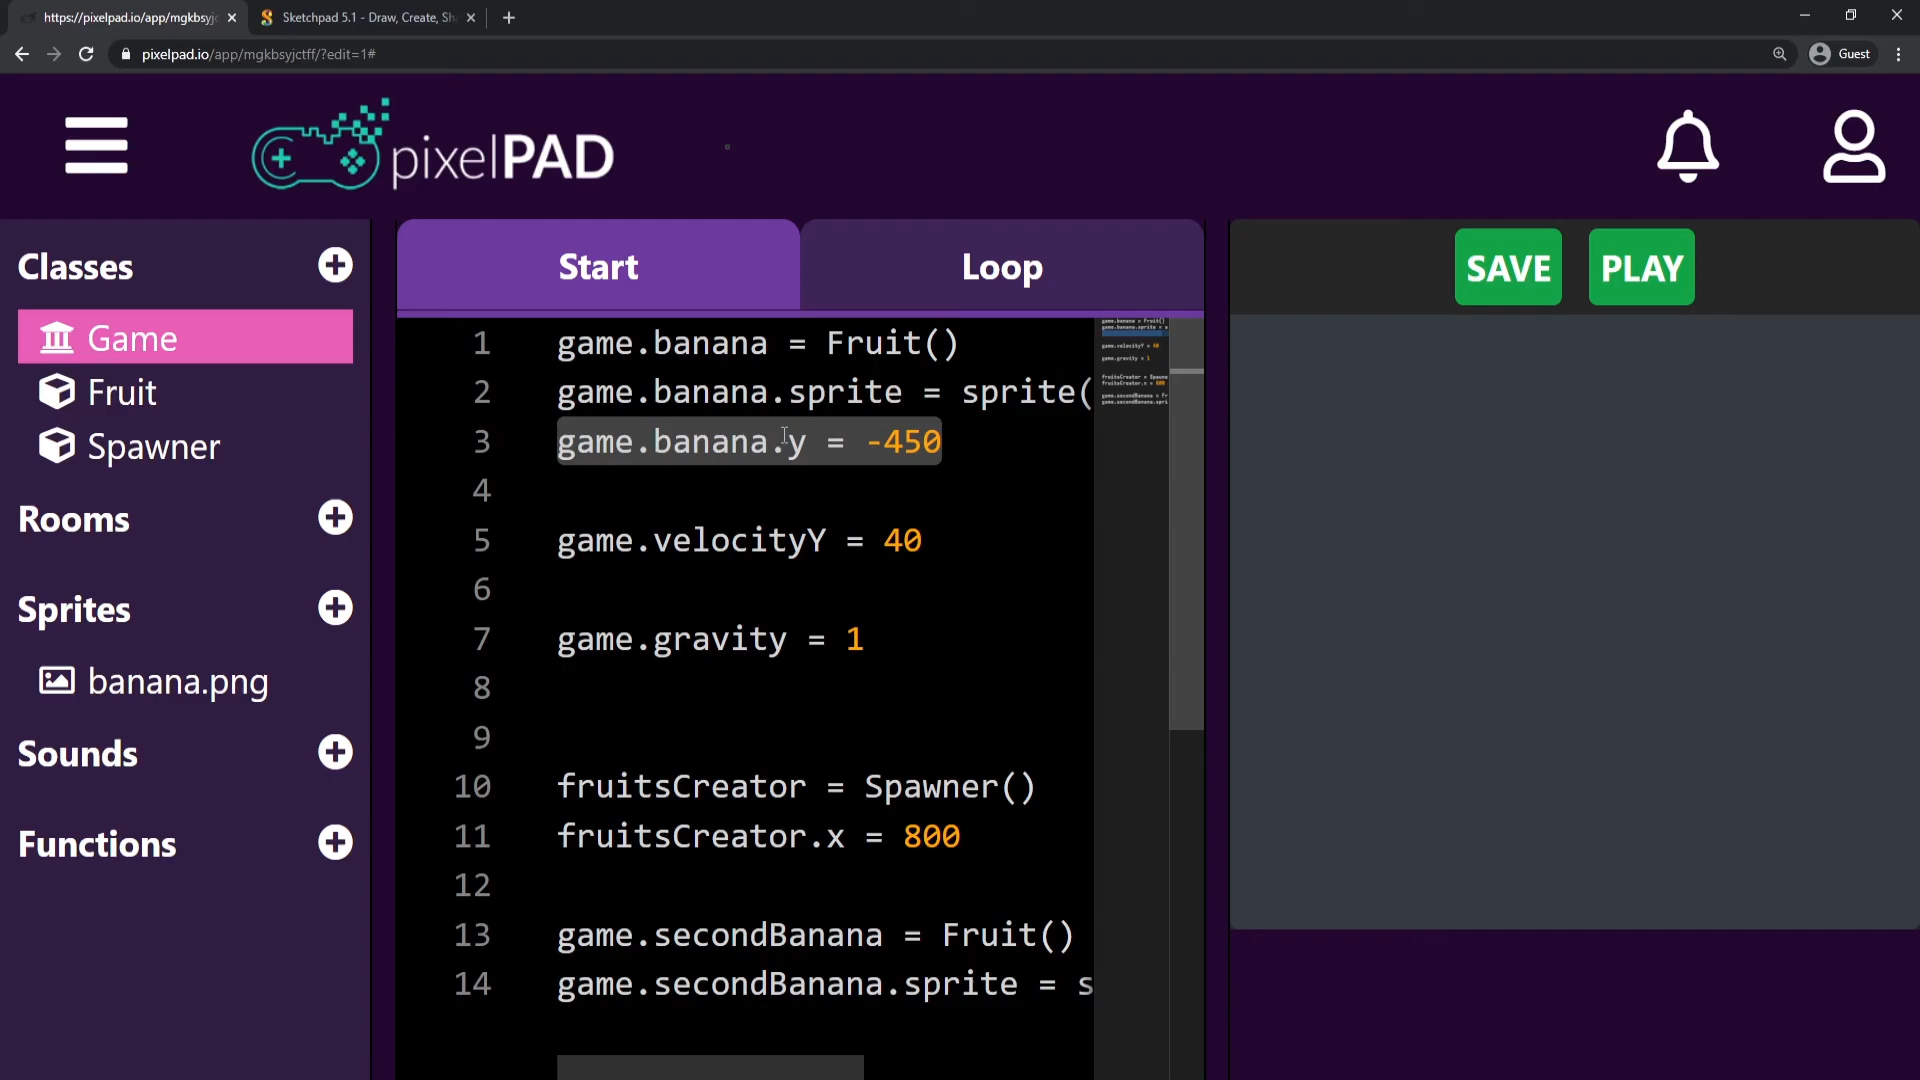 https://pixelpad.io/app/mgkbsyjc
Sketchpad 5.1 - Draw, Create, Sh
pixelpad.io/app/mgkbsyjctff/?edit=1#
Guest
pixelPAD
Classes
Game
Fruit
Spawner
Rooms
Sprites
banana.png
Sounds
Functions
Start
Loop
1 game.banana = Fruit()
2 game.banana.sprite = sprite(
3 game.banana.y = -450
4
5 game.velocityY = 40
6
7 game.gravity = 1
8
9
10 fruitsCreator = Spawner()
11 fruitsCreator.x = 800
12
13 game.secondBanana = Fruit()
14 game.secondBanana.sprite = s
SAVE
PLAY